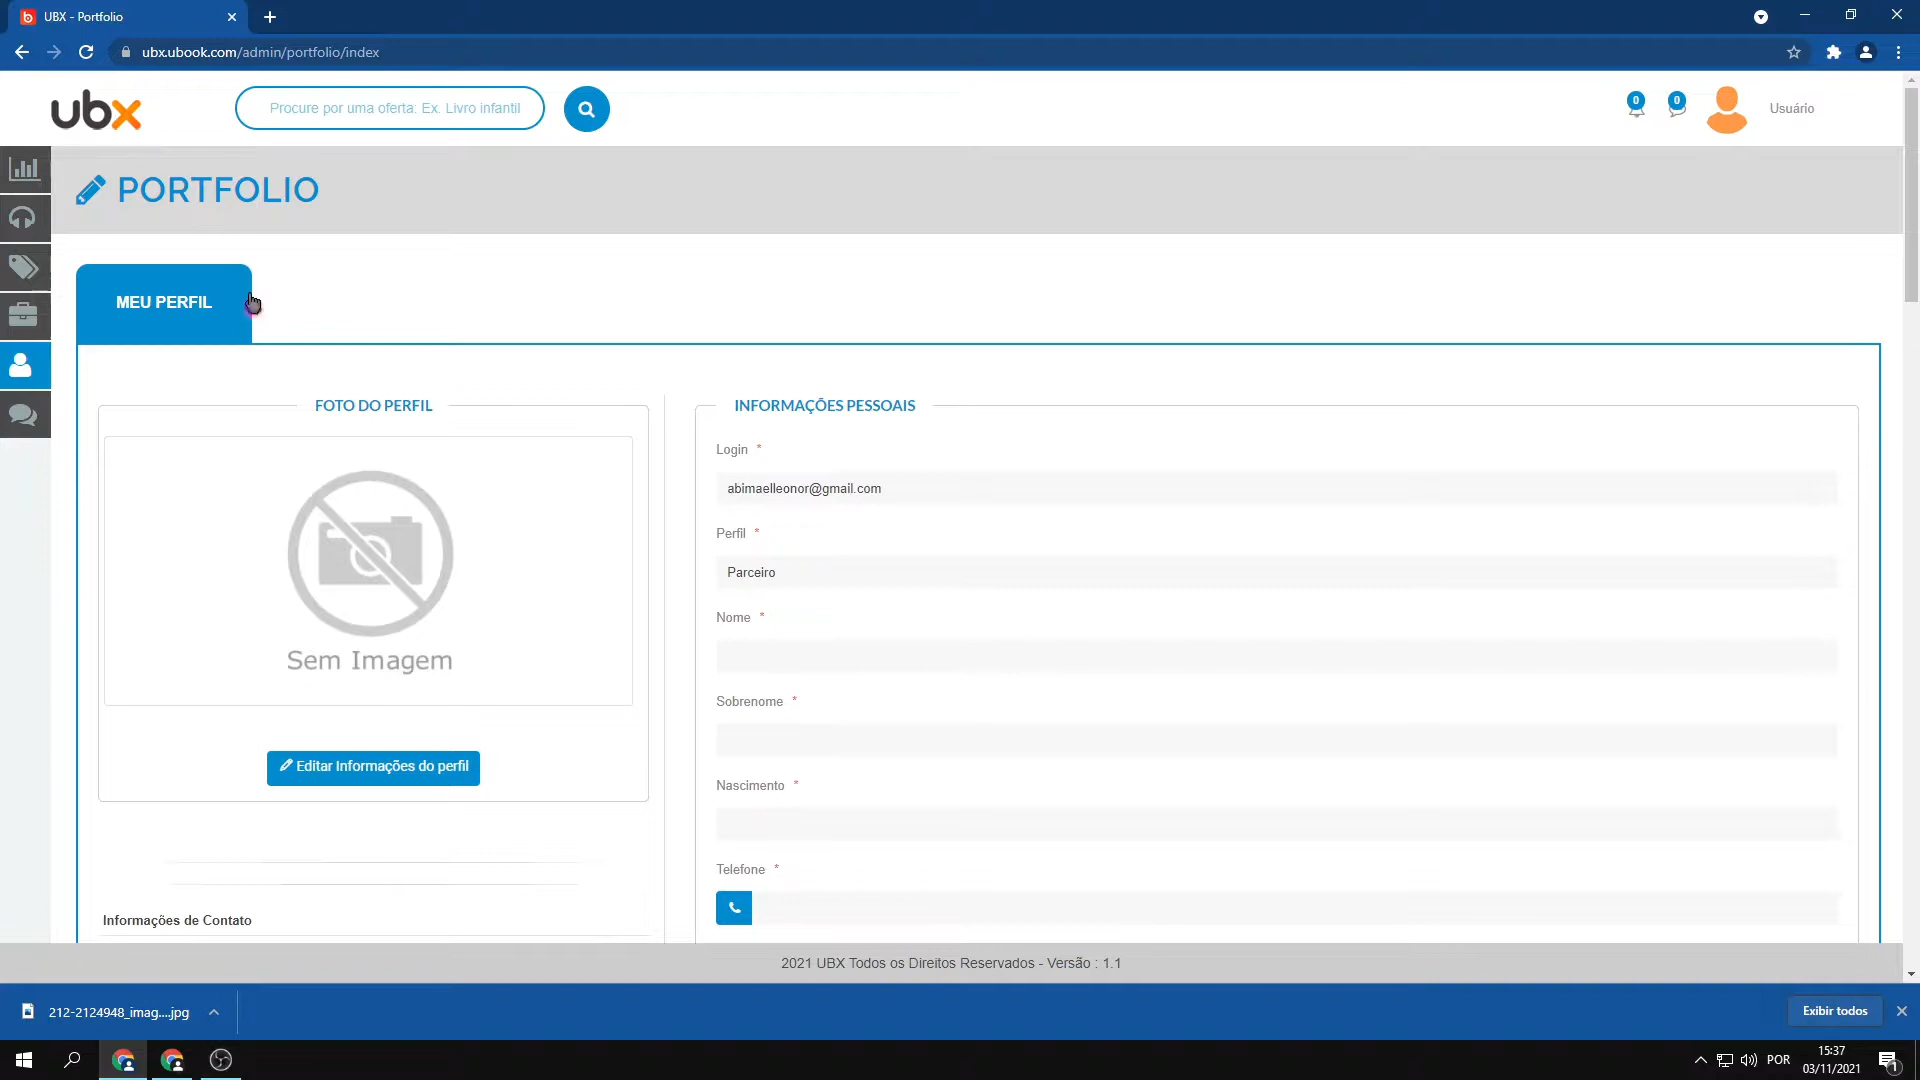 UBX - Portfolio
ubx.ubook.com/admin/portfolio/index
ubx
Procure por uma oferta: Ex. Livro infantil
0
0
Usuário
PORTFOLIO
MEU PERFIL
FOTO DO PERFIL
Sem Imagem
Editar Informações do perfil
Informações de Contato
INFORMAÇÕES PESSOAIS
Login *
abimaelleonor@gmail.com
Perfil *
Parceiro
Nome *
Sobrenome *
Nascimento *
Telefone *
2021 UBX Todos os Direitos Reservados - Versão : 1.1
212-2124948_imag....jpg
Exibir todos
POR
15:37
03/11/2021
1